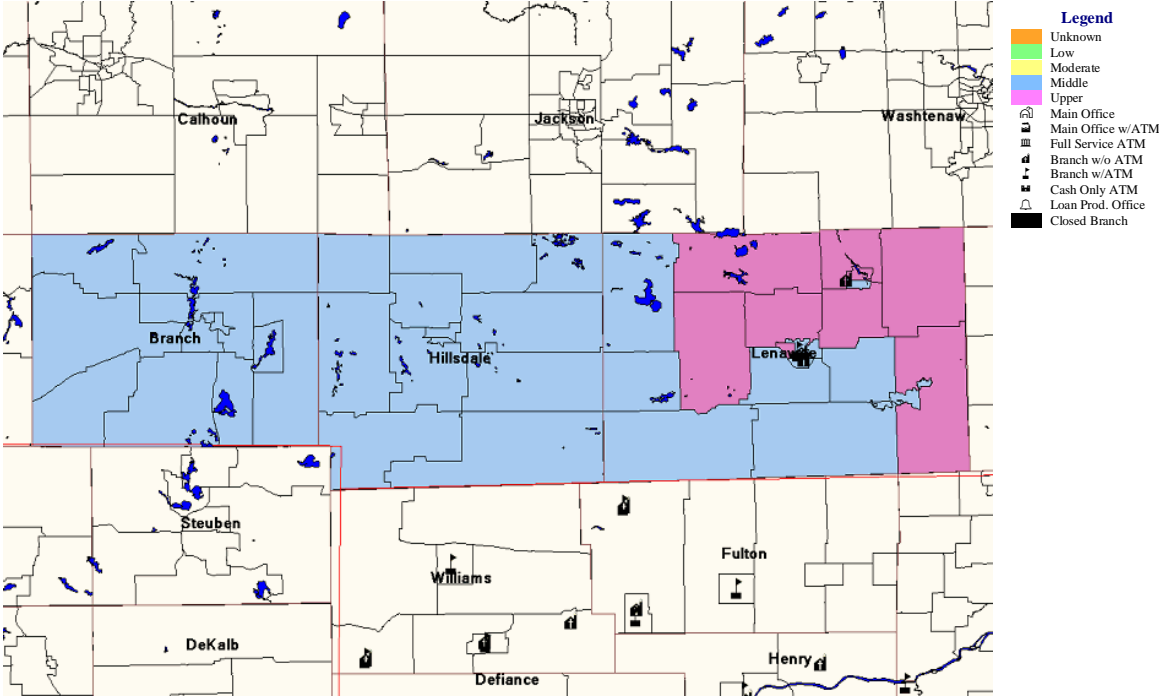 Legend
Unknown
Low
Moderate
Middle
Upper
Main Office
Main Office w/ATM
Full Service ATM
Branch w/o ATM
Branch w/ATM
Cash Only ATM
Loan Prod. Office
Closed Branch
Calhoun
Jackson
Washtenaw
Branch
Hillsdale
Lenawee
Steuben
Fulton
Williams
DeKalb
Henry
Defiance